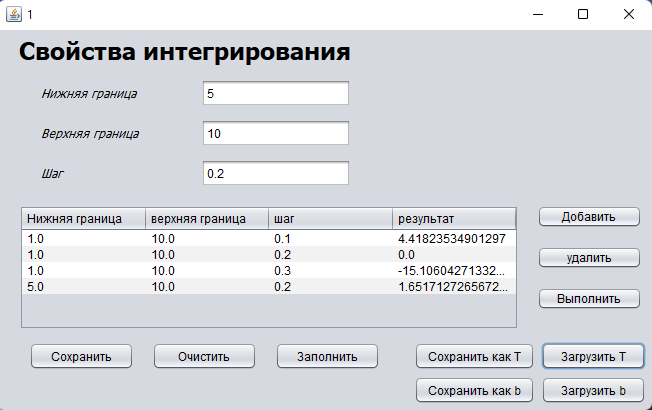 1
Свойства интегрирования
Нижняя граница 5
Верхняя граница 10
Шаг 0.2
Нижняя граница верхняя граница шаг результат
1.0 10.0 0.1 4.41823534901297
1.0 10.0 0.2 0.0
1.0 10.0 0.3 -15.10604271332...
5.0 10.0 0.2 1.6517127265672...
Добавить
удалить
Выполнить
Сохранить Очистить Заполнить Сохранить как T Загрузить T
Сохранить как b Загрузить b